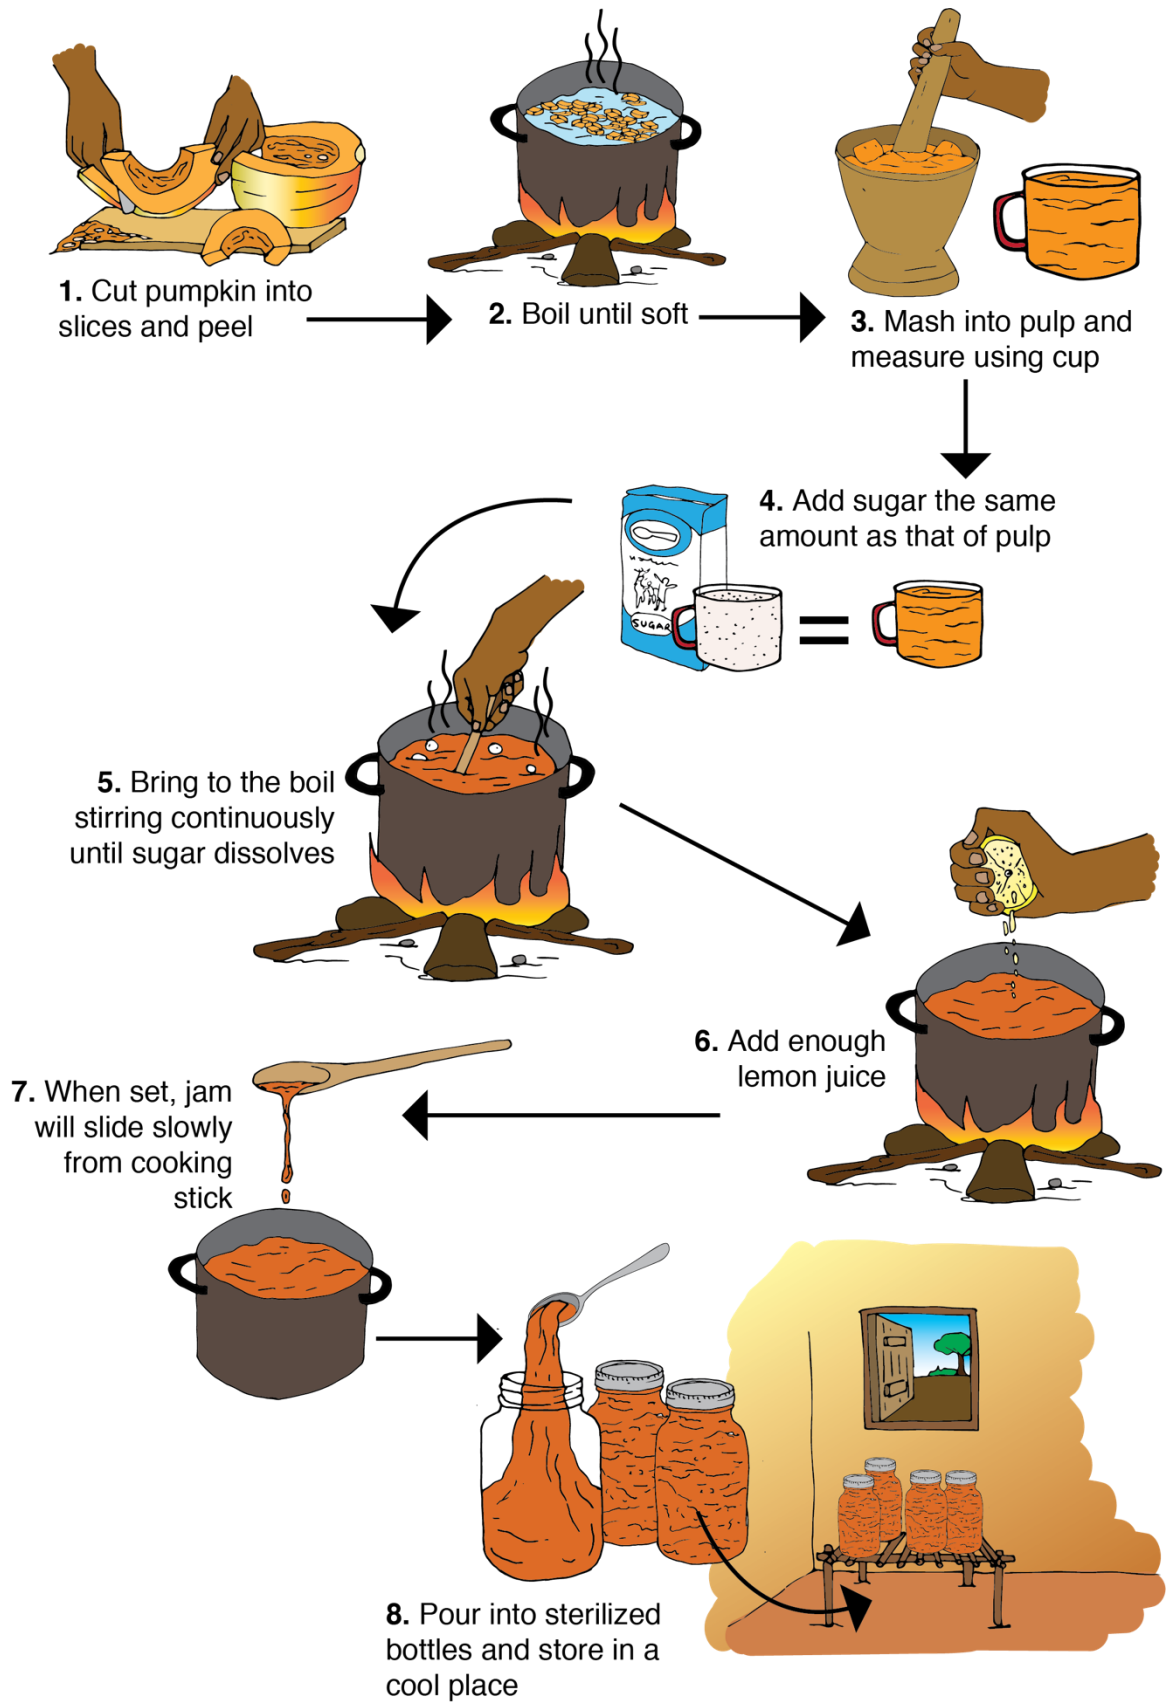 1. Cut pumpkin into
slices and peel
2. Boil until soft
3. Mash into pulp and
measure using cup
4. Add sugar the same
amount as that of pulp
SUGAR
5. Bring to the boil
stirring continuously
until sugar dissolves
6. Add enough
lemon juice
7. When set, jam
will slide slowly
from cooking
stick
8. Pour into sterilized
bottles and store in a
cool place